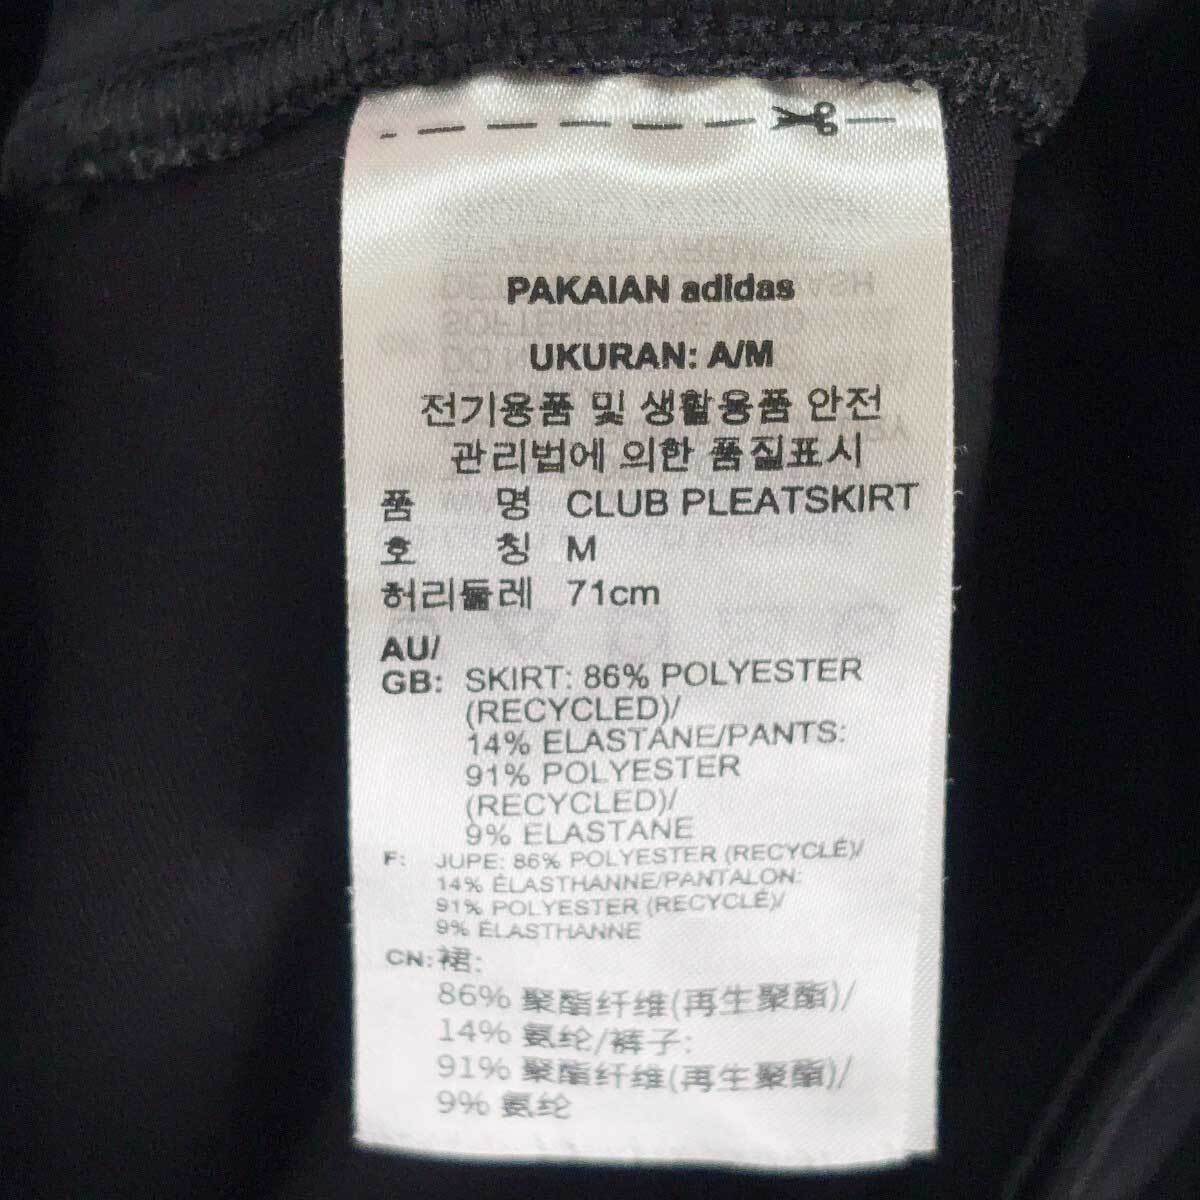 PAKAIAN adidas
UKURAN: A/M
전기용품 및 생활용품 안전
관리법에 의한 품질표시
품 명 CLUB PLEATSKIRT
호 칭 M
허리둘레 71cm
AU/
GB: SKIRT: 86% POLYESTER
(RECYCLED)/
14% ELASTANE/PANTS:
91% POLYESTER
(RECYCLED)/
9% ELASTANE
F: JUPE: 86% POLYESTER (RECYCLÉ)/
14% ÉLASTHANNE/PANTALON:
91% POLYESTER (RECYCLÉ)/
9% ÉLASTHANNE
CN: 裙:
86% 聚酯纤维(再生聚酯)/
14% 氨纶/裤子:
91% 聚酯纤维(再生聚酯)/
9% 氨纶